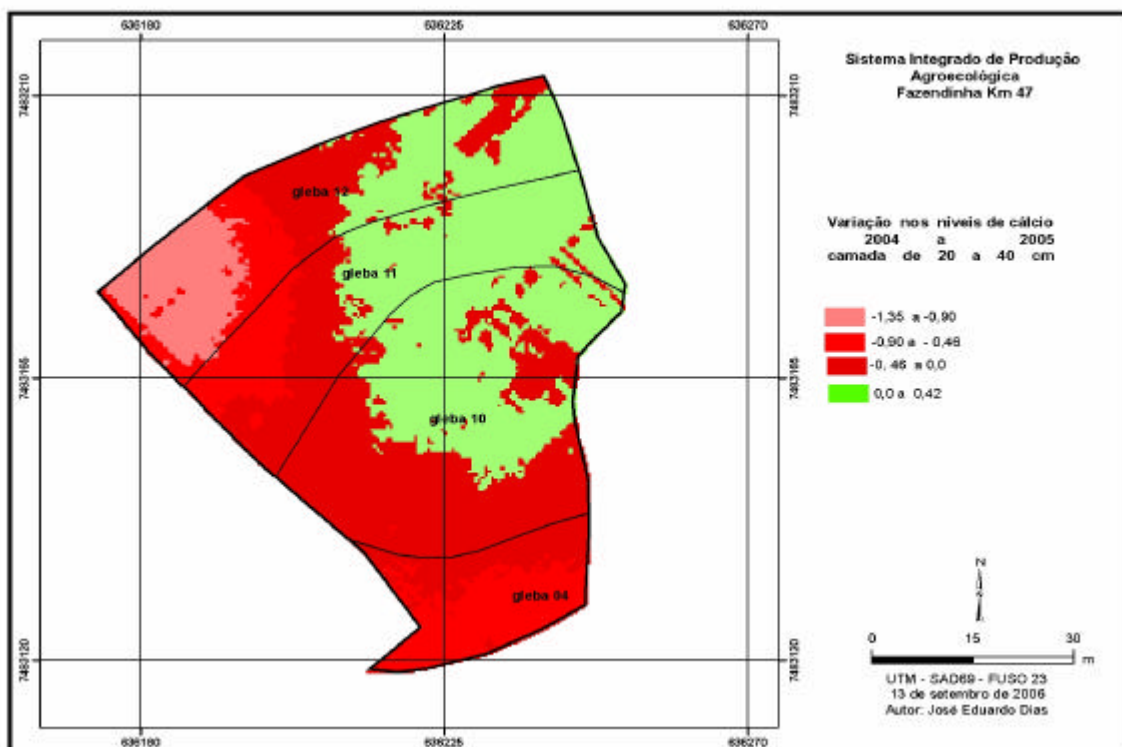 636180 636225 636270
7483210 7483210
Sistema Integrado de Produção
Agroecológica
Fazendinha Km 47
gleba 12
Variação nos níveis de cálcio
2004 a 2005
camada de 20 a 40 cm
gleba 11
-1,35 a -0,90
-0,90 a - 0,46
-0, 46 a 0,0
0,0 a 0,42
7483165 7483165
gleba 10
N
gleba 04
0 15 30
m
7483120 7483120
UTM - SAD69 - FUSO 23
13 de setembro de 2006
Autor: José Eduardo Dias
636180 636225 636270